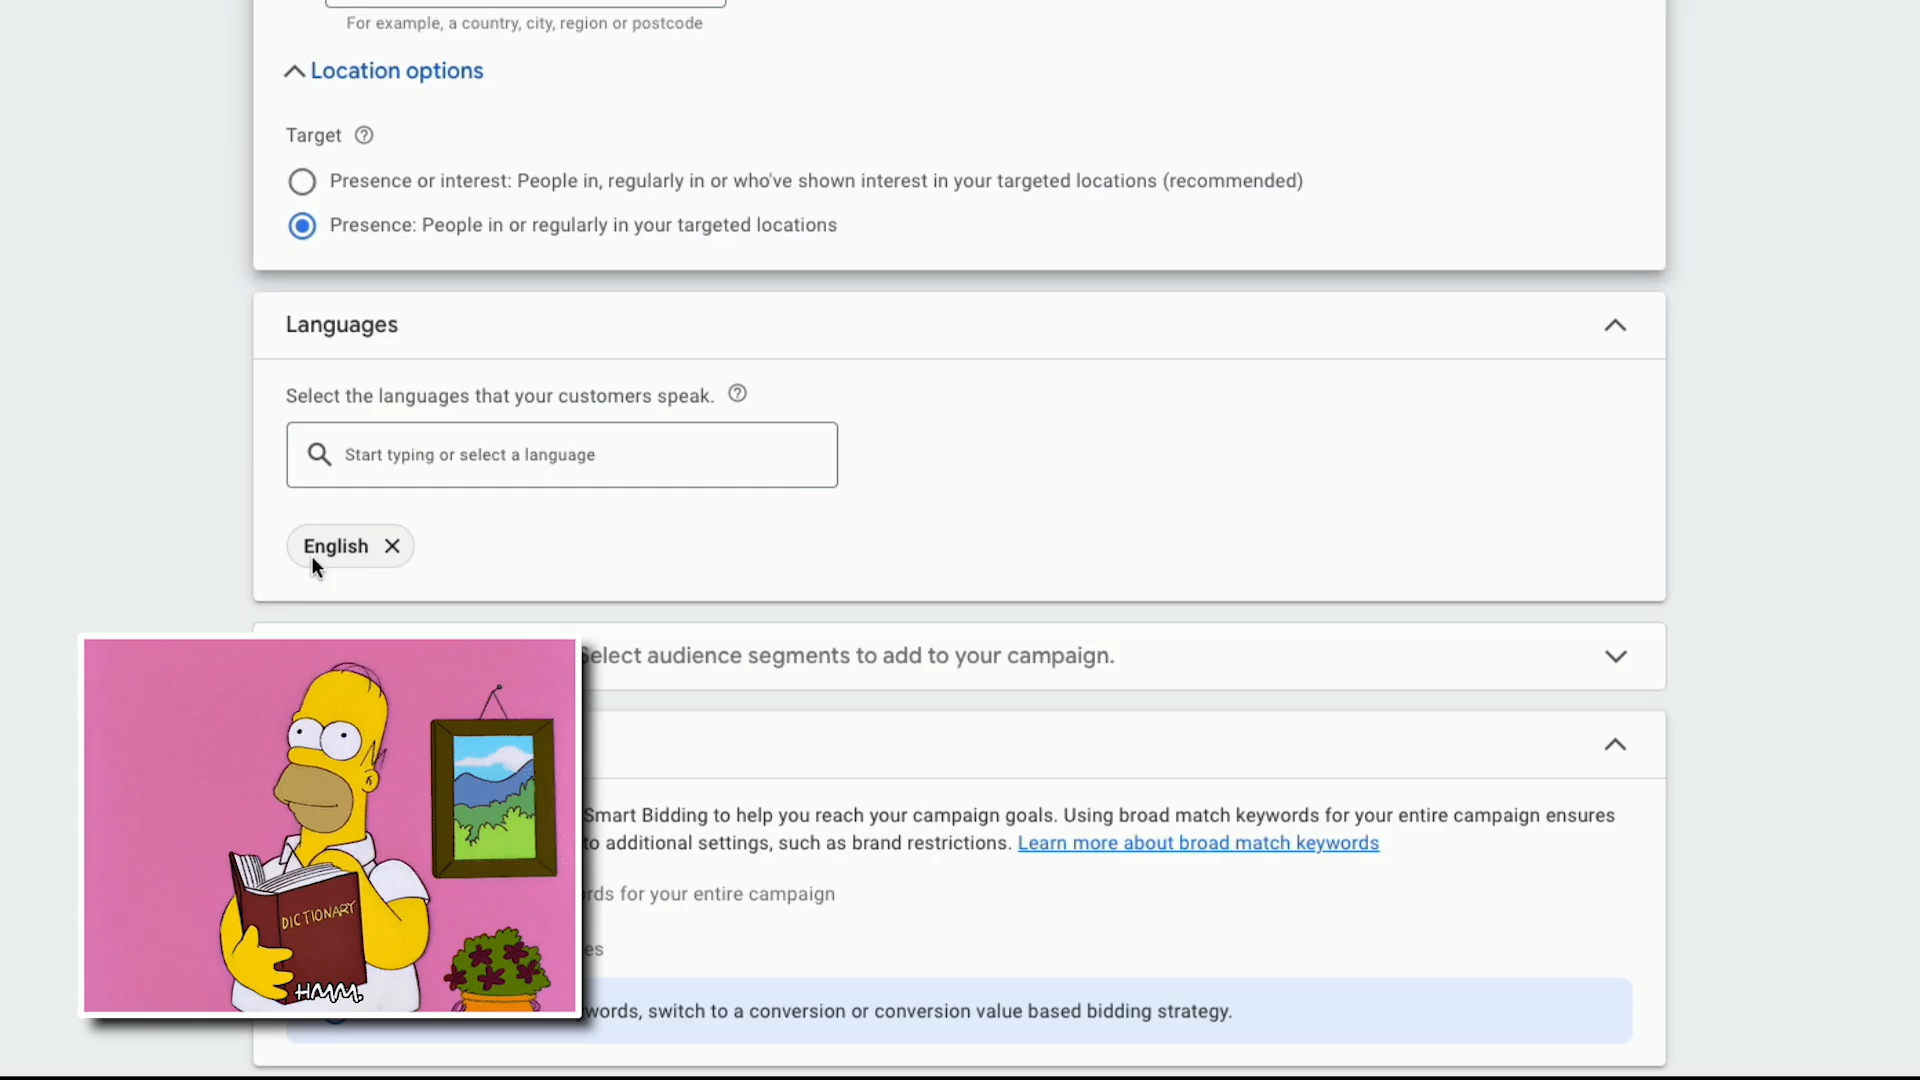 For example, a country, city, region or postcode
Location options
Target
Presence or interest: People in, regularly in or who've shown interest in your targeted locations (recommended)
Presence: People in or regularly in your targeted locations
Languages
Select the languages that your customers speak.
Start typing or select a language
English
Select audience segments to add to your campaign.
Smart Bidding to help you reach your campaign goals. Using broad match keywords for your entire campaign ensures
to additional settings, such as brand restrictions. Learn more about broad match keywords
rds for your entire campaign
es
words, switch to a conversion or conversion value based bidding strategy.
DICTIONARY
HMM.